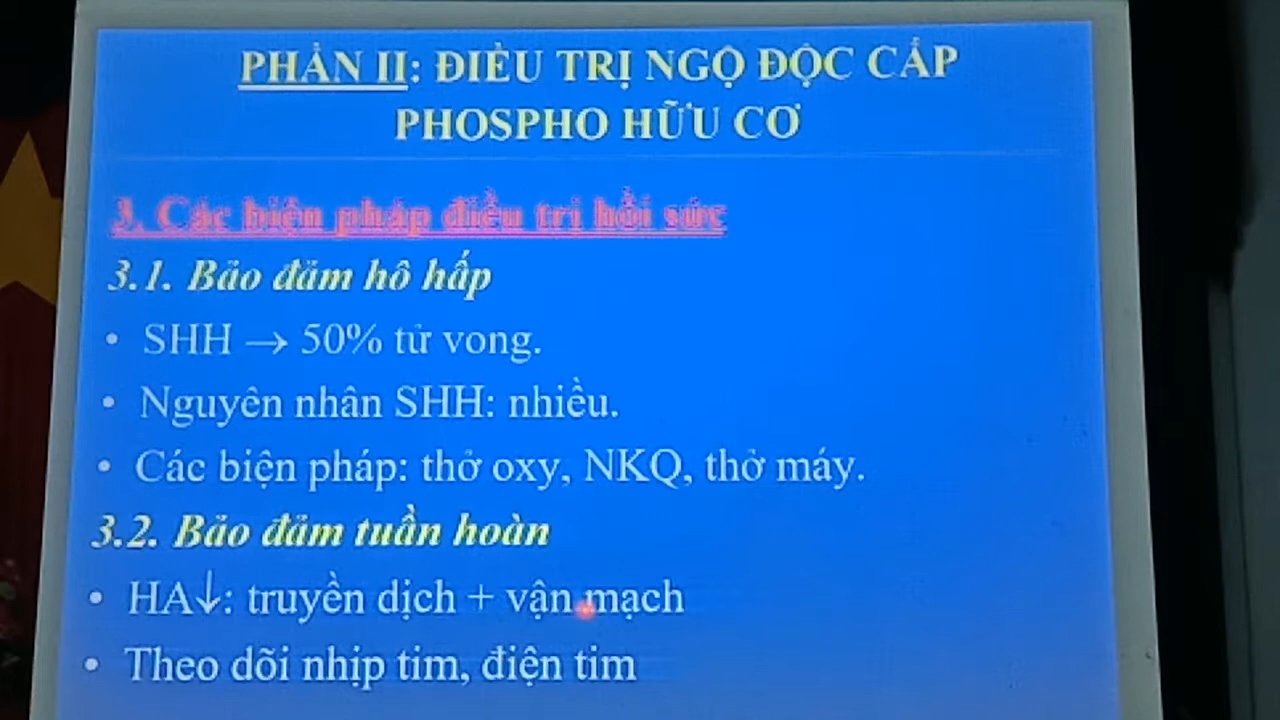 PHẦN II: ĐIỀU TRỊ NGỘ ĐỘC CẤP
PHOSPHO HỮU CƠ
3. Các biện pháp điều trị hồi sức
3.1. Bảo đảm hô hấp
• SHH → 50% tử vong.
• Nguyên nhân SHH: nhiều.
• Các biện pháp: thở oxy, NKQ, thở máy.
3.2. Bảo đảm tuần hoàn
• HA↓: truyền dịch + vận mạch
• Theo dõi nhịp tim, điện tim